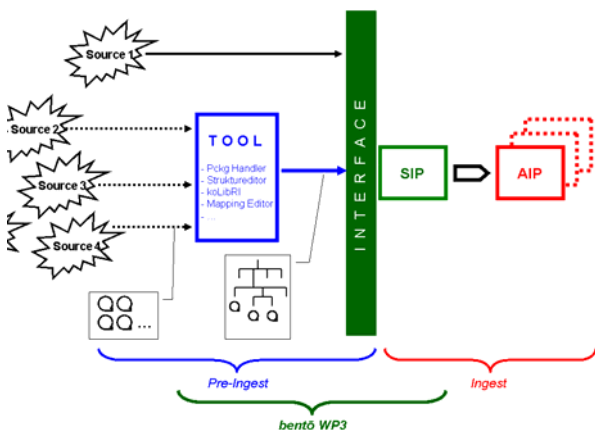 Source 1
Source 2
Source 3
Source 4
TOOL
- Pckg Handler
- Struktureditor
- koLibRI
- Mapping Editor
- ...
INTERFACE
SIP
AIP
...
Pre-Ingest
Ingest
bentō WP3